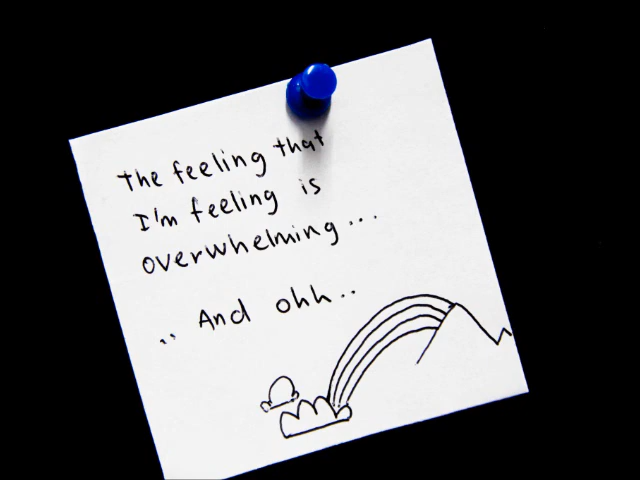 The feeling that
I'm feeling is
overwhelming...
.. And ohh..